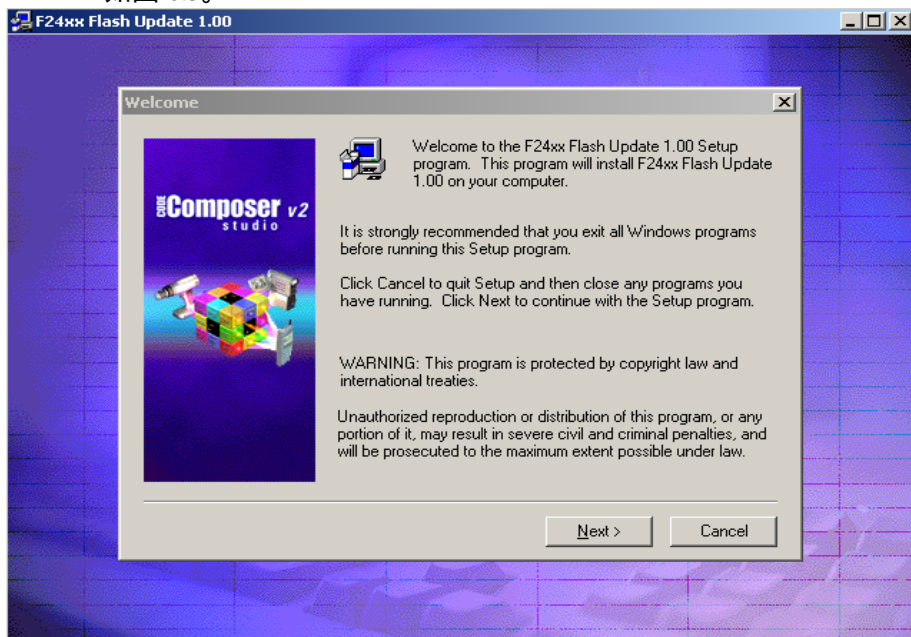 F24xx Flash Update 1.00
Welcome
Welcome to the F24xx Flash Update 1.00 Setup
program. This program will install F24xx Flash Update
1.00 on your computer.
CODE Composer v2
studio
It is strongly recommended that you exit all Windows programs
before running this Setup program.
Click Cancel to quit Setup and then close any programs you
have running. Click Next to continue with the Setup program.
WARNING: This program is protected by copyright law and
international treaties.
Unauthorized reproduction or distribution of this program, or any
portion of it, may result in severe civil and criminal penalties, and
will be prosecuted to the maximum extent possible under law.
Next >
Cancel